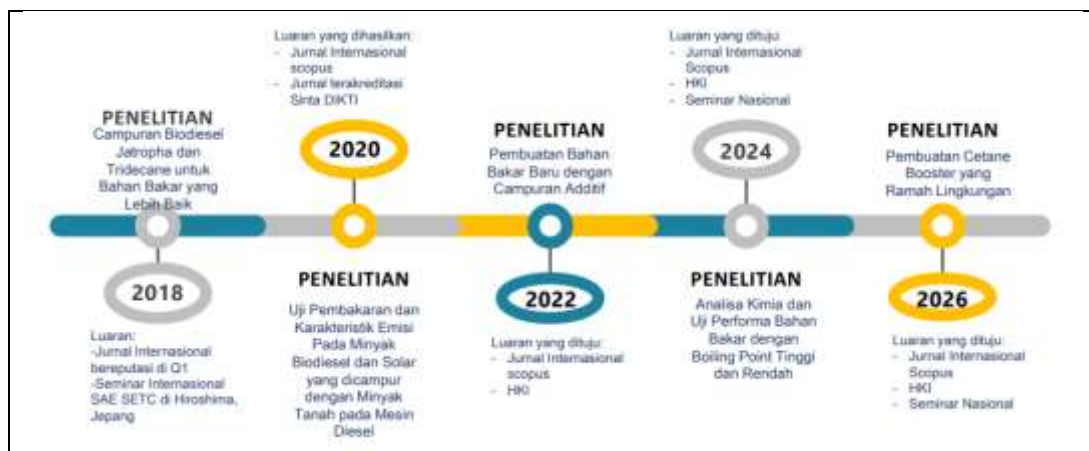 PENELITIAN
Campuran Biodiesel
Jatropha dan
Tridecane untuk
Bahan Bakar yang
Lebih Baik
2018
Luaran:
-Jurnal Internasional
bereputasi di Q1
-Seminar Internasional
SAE SETC di Hiroshima,
Jepang
Luaran yang dihasilkan:
- Jurnal Internasional
scopus
- Jurnal terakreditasi
Sinta DIKTI
2020
PENELITIAN
Uji Pembakaran dan
Karakteristik Emisi
Pada Minyak
Biodiesel dan Solar
yang dicampur
dengan Minyak
Tanah pada Mesin
Diesel
PENELITIAN
Pembuatan Bahan
Bakar Baru dengan
Campuran Additif
2022
Luaran yang dituju:
- Jurnal Internasional
scopus
- HKI
Luaran yang dituju:
- Jurnal Internasional
Scopus
- HKI
- Seminar Nasional
2024
PENELITIAN
Analisa Kimia dan
Uji Performa Bahan
Bakar dengan
Boiling Point Tinggi
dan Rendah
PENELITIAN
Pembuatan Cetane
Booster yang
Ramah Lingkungan
2026
Luaran yang dituju:
- Jurnal Internasional
Scopus
- HKI
- Seminar Nasional